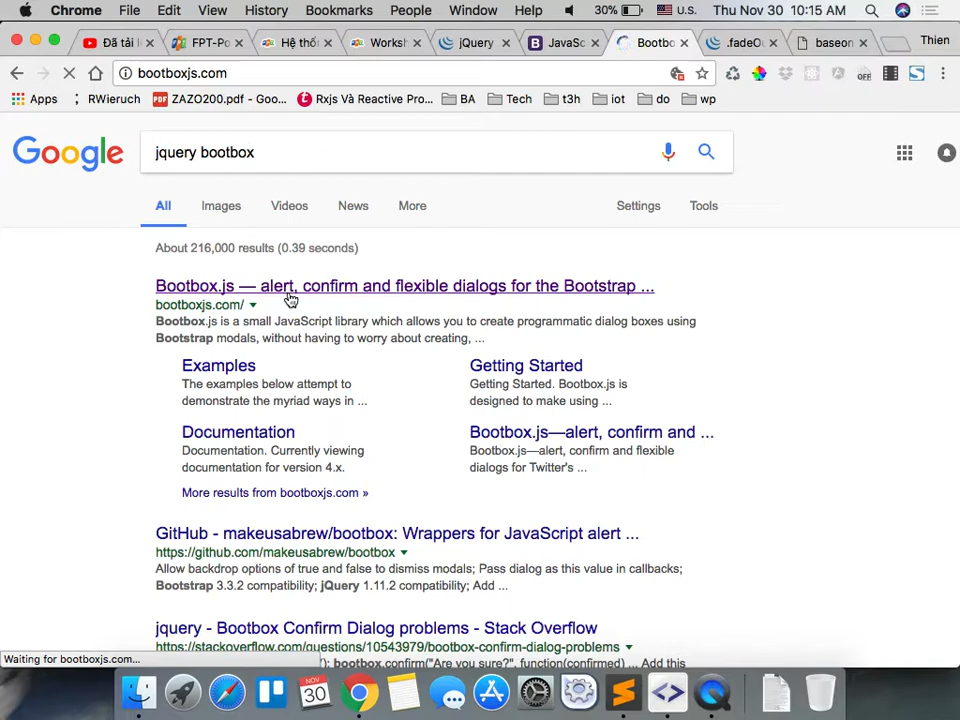 Chrome File Edit View History Bookmarks People Window Help 30% U.S. Thu Nov 30 10:15 AM
Đã tải l FPT-Po Hệ thố Worksh jQuery JavaSc Bootbo .fadeOu baseon Thien
bootboxjs.com/
Apps RWieruch ZAZO200.pdf - Goo... Rxjs Và Reactive Pro... BA Tech t3h iot do wp
Google jquery bootbox
All Images Videos News More Settings Tools
About 216,000 results (0.39 seconds)
Bootbox.js — alert, confirm and flexible dialogs for the Bootstrap ...
bootboxjs.com/
Bootbox.js is a small JavaScript library which allows you to create programmatic dialog boxes using
Bootstrap modals, without having to worry about creating, ...
Examples
The examples below attempt to
demonstrate the myriad ways in ...
Getting Started
Getting Started. Bootbox.js is
designed to make using ...
Documentation
Documentation. Currently viewing
documentation for version 4.x.
Bootbox.js—alert, confirm and ...
Bootbox.js—alert, confirm and flexible
dialogs for Twitter's ...
More results from bootboxjs.com »
GitHub - makeusabrew/bootbox: Wrappers for JavaScript alert ...
https://github.com/makeusabrew/bootbox
Allow backdrop options of true and false to dismiss modals; Pass dialog as this value in callbacks;
Bootstrap 3.3.2 compatibility; jQuery 1.11.2 compatibility; Add ...
jquery - Bootbox Confirm Dialog problems - Stack Overflow
https://stackoverflow.com/questions/10543979/bootbox-confirm-dialog-problems
bootbox.confirm("Are you sure?", function(confirmed) ... Add this
Waiting for bootboxjs.com...
NOV
30